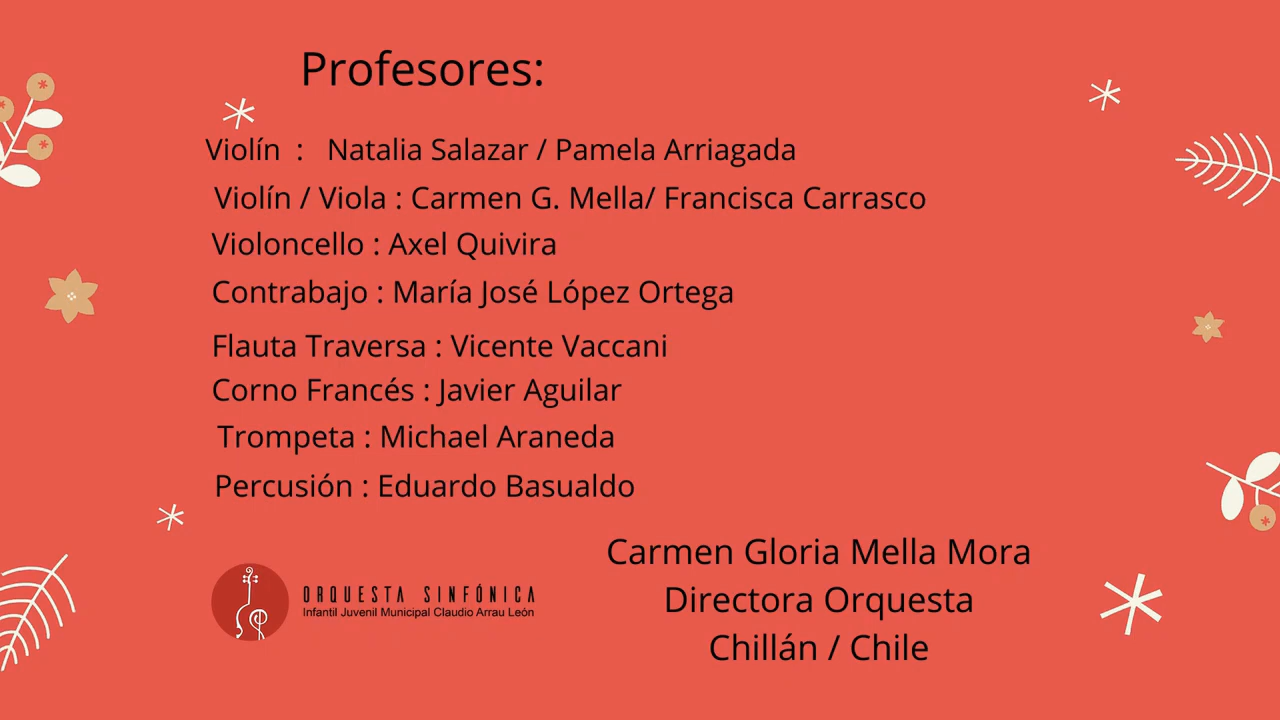 Profesores:
Violín : Natalia Salazar / Pamela Arriagada
Violín / Viola : Carmen G. Mella/ Francisca Carrasco
Violoncello : Axel Quivira
Contrabajo : María José López Ortega
Flauta Traversa : Vicente Vaccani
Corno Francés : Javier Aguilar
Trompeta : Michael Araneda
Percusión : Eduardo Basualdo
ORQUESTA SINFÓNICA
Infantil Juvenil Municipal Claudio Arrau León
Carmen Gloria Mella Mora
Directora Orquesta
Chillán / Chile